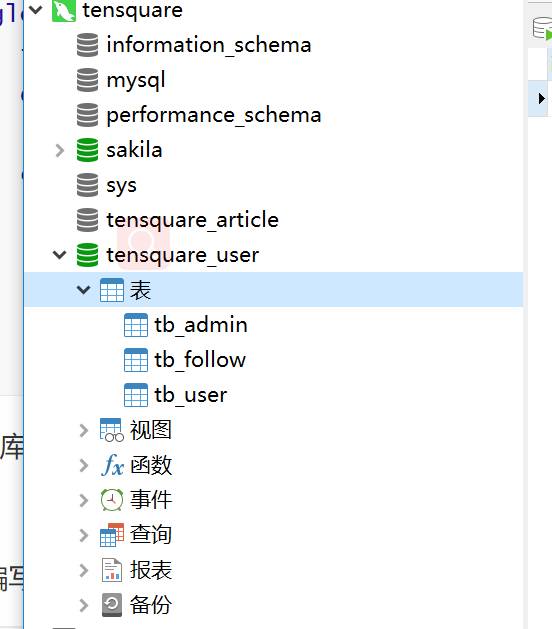 tensquare
information_schema
mysql
performance_schema
sakila
sys
tensquare_article
tensquare_user
表
tb_admin
tb_follow
tb_user
视图
库
fx 函数
事件
查询
报表
备份